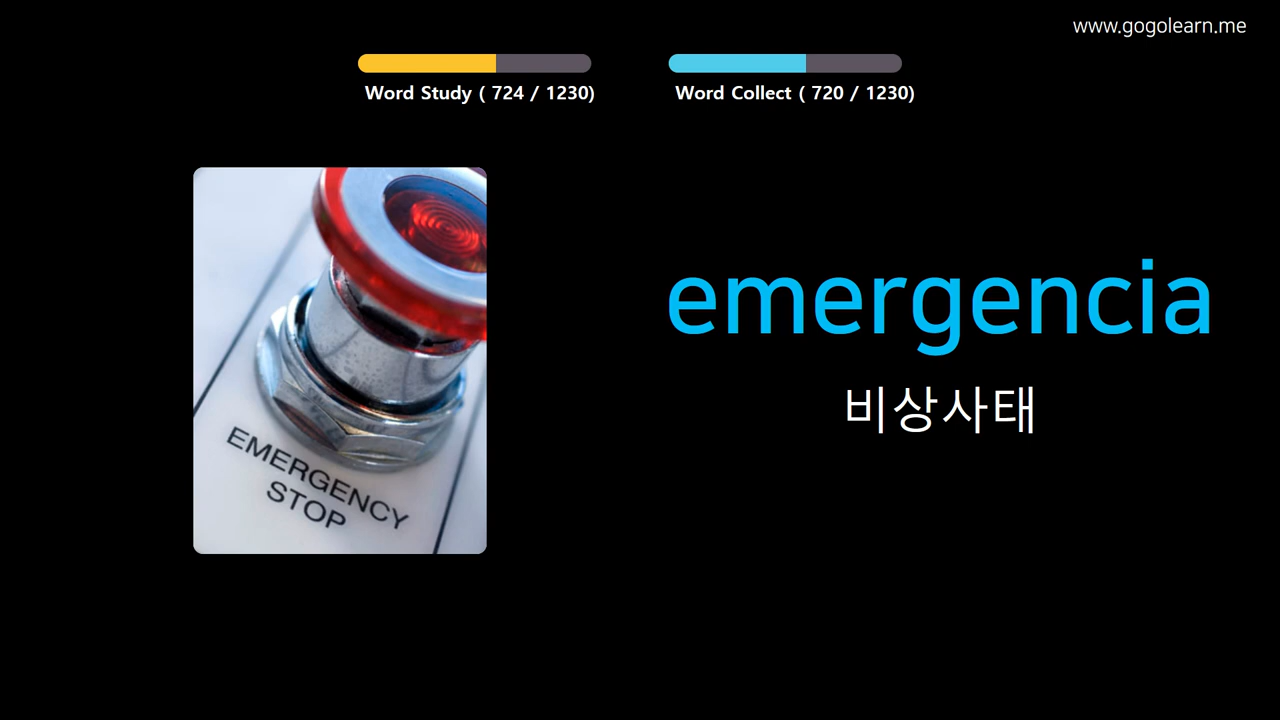 www.gogolearn.me
Word Study ( 724 / 1230)
Word Collect ( 720 / 1230)
EMERGENCY
STOP
emergencia
비상사태